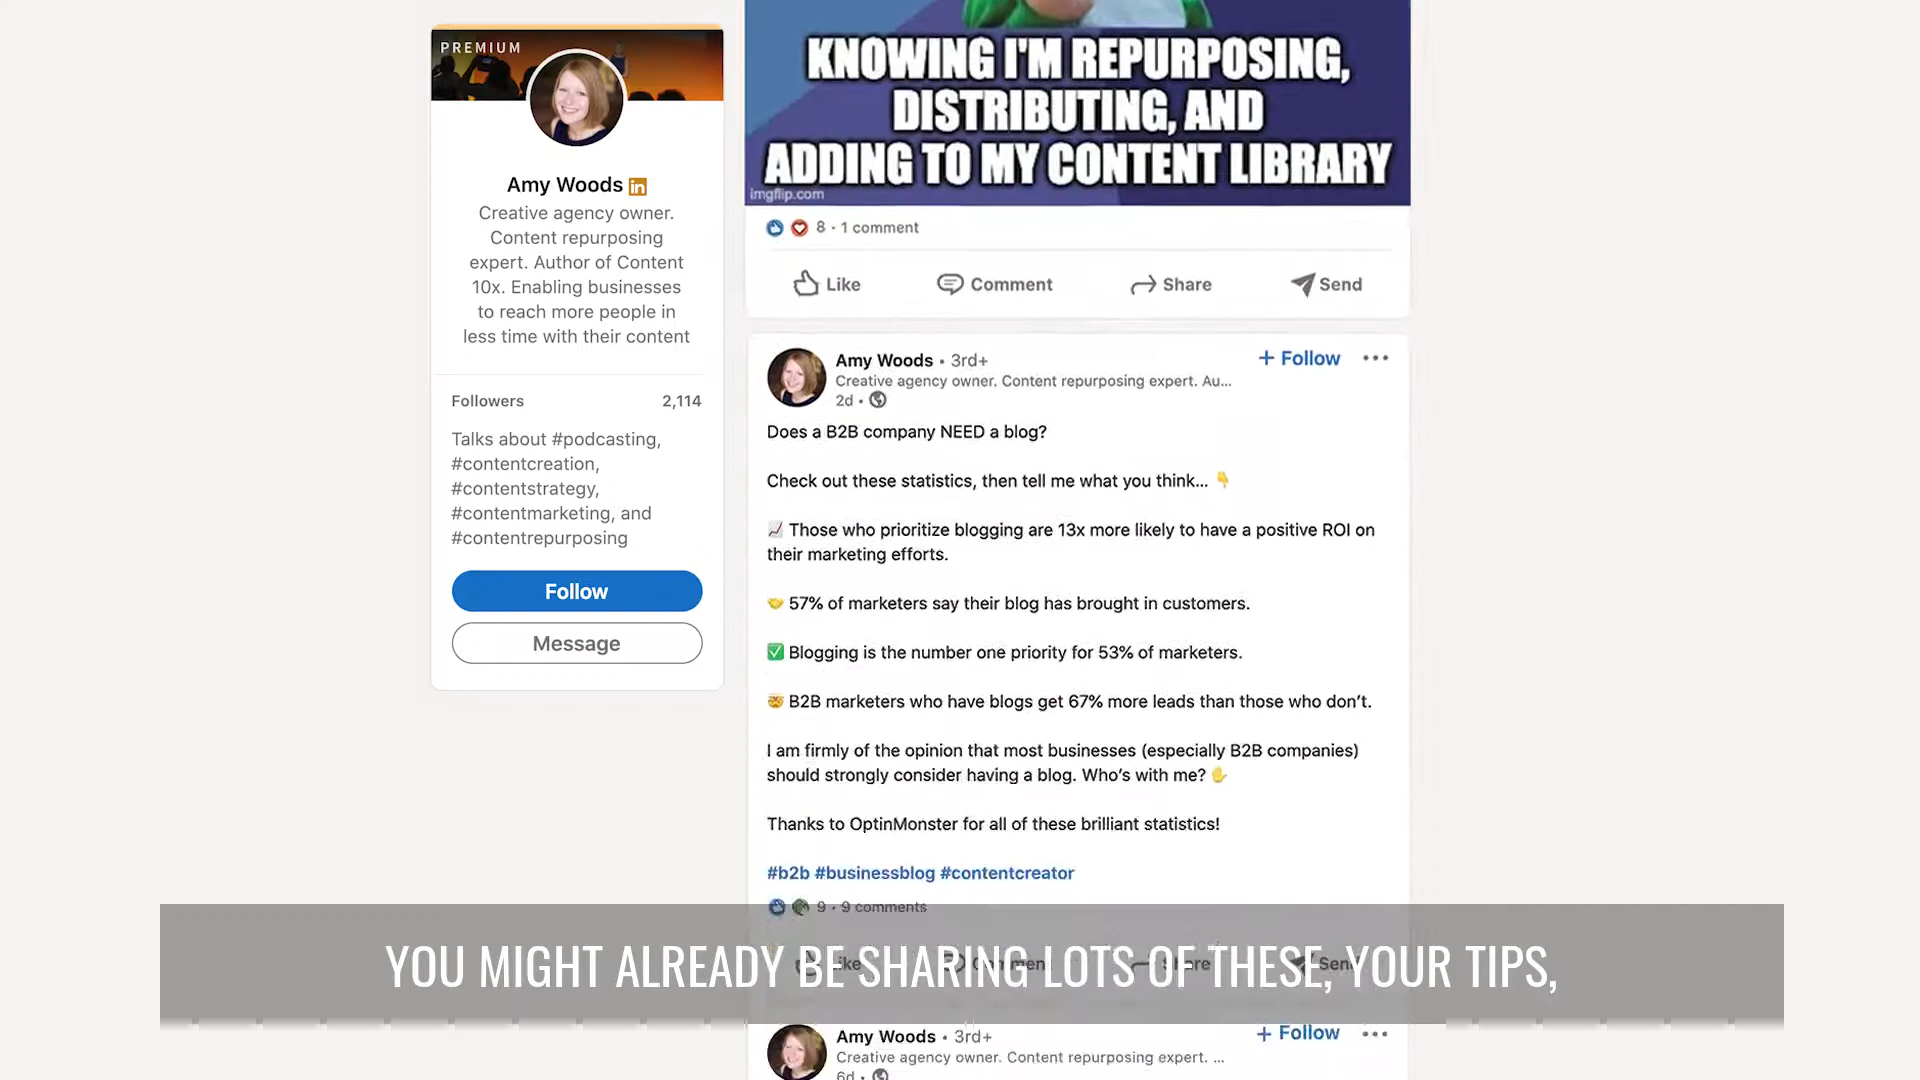 PREMIUM
Amy Woods in
Creative agency owner.
Content repurposing
expert. Author of Content
10x. Enabling businesses
to reach more people in
less time with their content
Followers 2,114
Talks about #podcasting,
#contentcreation,
#contentstrategy,
#contentmarketing, and
#contentrepurposing
Follow
Message
KNOWING I'M REPURPOSING,
DISTRIBUTING, AND
ADDING TO MY CONTENT LIBRARY
imgflip.com
8 · 1 comment
Like Comment Share Send
Amy Woods • 3rd+ + Follow
Creative agency owner. Content repurposing expert. Au...
2d •
Does a B2B company NEED a blog?
Check out these statistics, then tell me what you think... 👇
📈 Those who prioritize blogging are 13x more likely to have a positive ROI on
their marketing efforts.
🤝 57% of marketers say their blog has brought in customers.
✅ Blogging is the number one priority for 53% of marketers.
🤯 B2B marketers who have blogs get 67% more leads than those who don’t.
I am firmly of the opinion that most businesses (especially B2B companies)
should strongly consider having a blog. Who’s with me? ✋
Thanks to OptinMonster for all of these brilliant statistics!
#b2b #businessblog #contentcreator
9 · 9 comments
Like Comment Share Send
YOU MIGHT ALREADY BE SHARING LOTS OF THESE, YOUR TIPS,
Amy Woods • 3rd+ + Follow
Creative agency owner. Content repurposing expert. ...
6d •